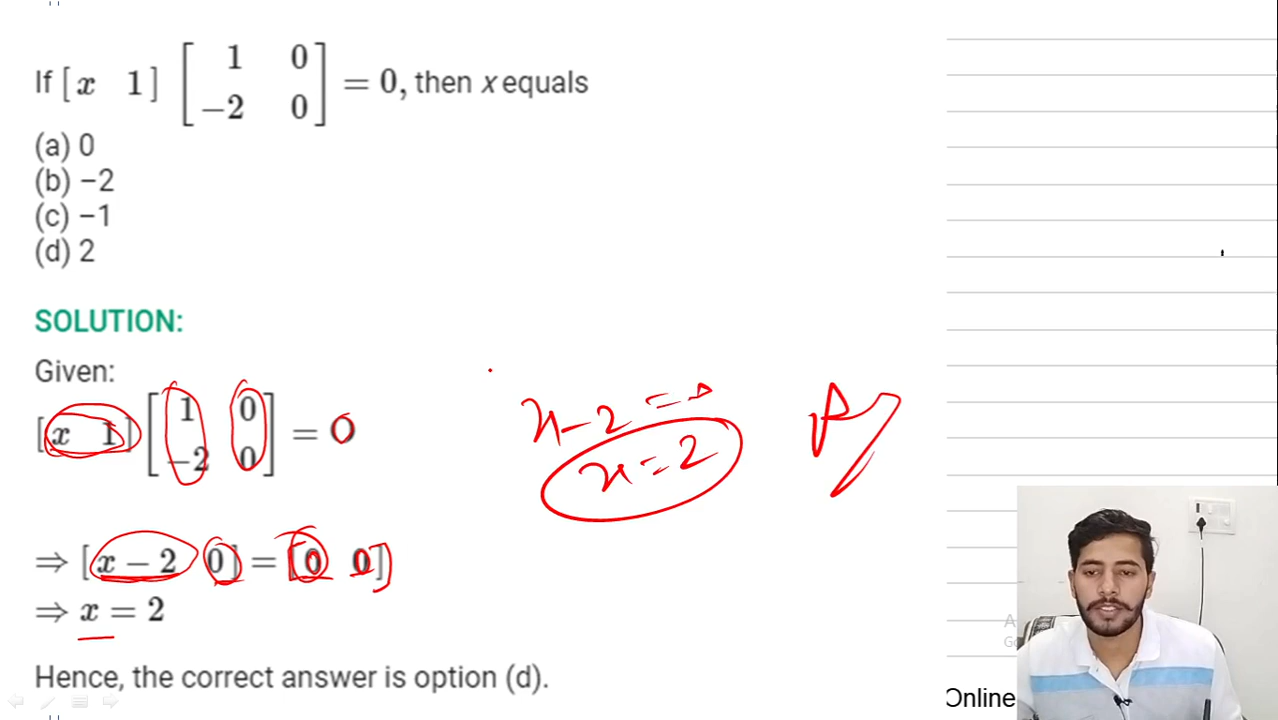 If [x 1] [1 0
−2 0] = 0, then x equals
(a) 0
(b) −2
(c) −1
(d) 2
SOLUTION:
Given:
[x 1] [1 0
−2 0] = 0
⇒ [x − 2 0] = [0 0]
⇒ x = 2
Hence, the correct answer is option (d).
x−2 =0
x=2
Online